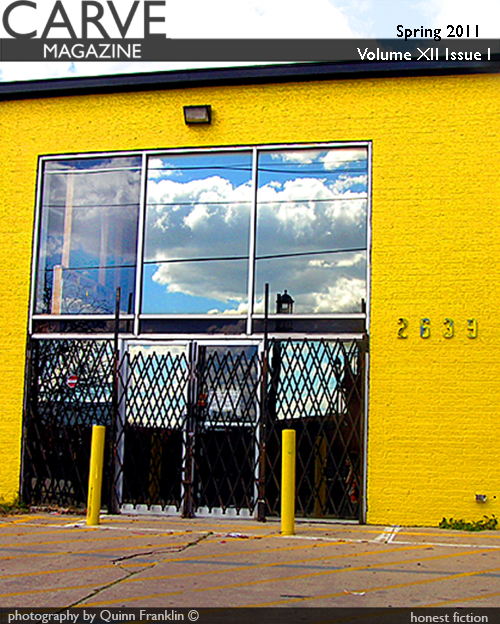 CARVE
MAGAZINE
Spring 2011
Volume XII Issue I
2639
photography by Quinn Franklin ©
honest fiction